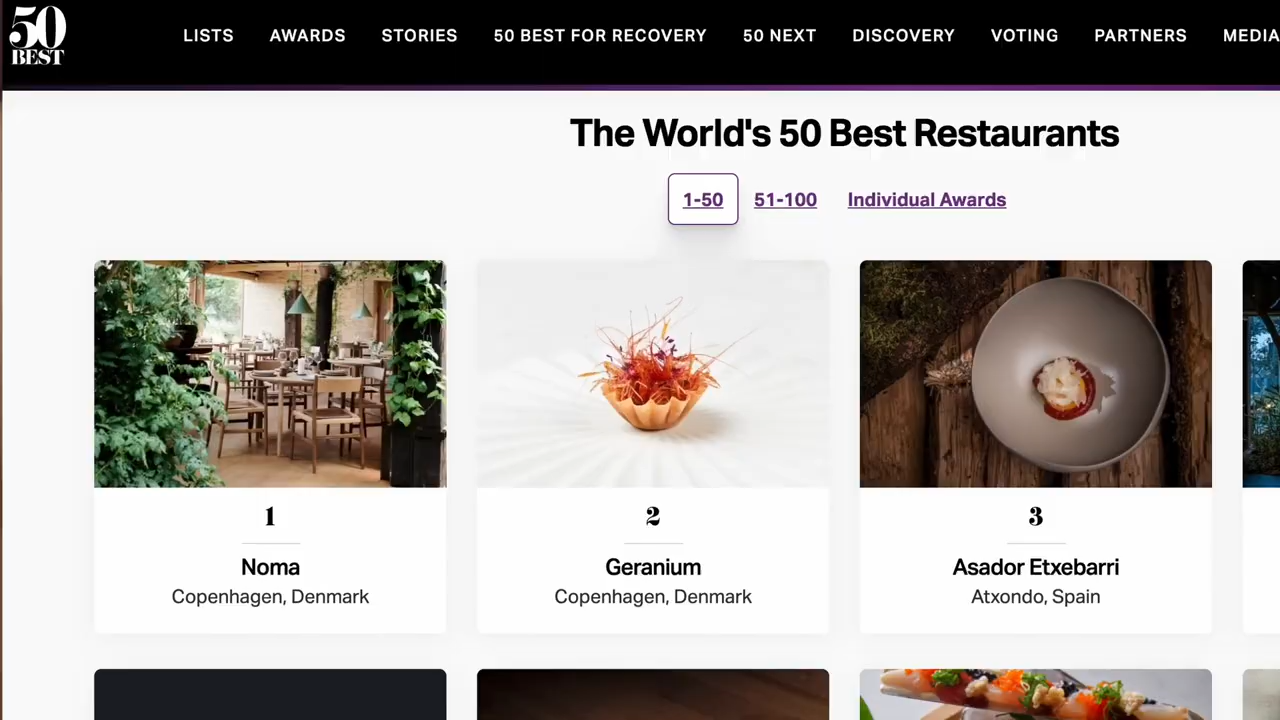 50
BEST
LISTS AWARDS STORIES 50 BEST FOR RECOVERY 50 NEXT DISCOVERY VOTING PARTNERS MEDIA
The World's 50 Best Restaurants
1-50 51-100 Individual Awards
1 2 3
Noma Geranium Asador Etxebarri
Copenhagen, Denmark Copenhagen, Denmark Atxondo, Spain